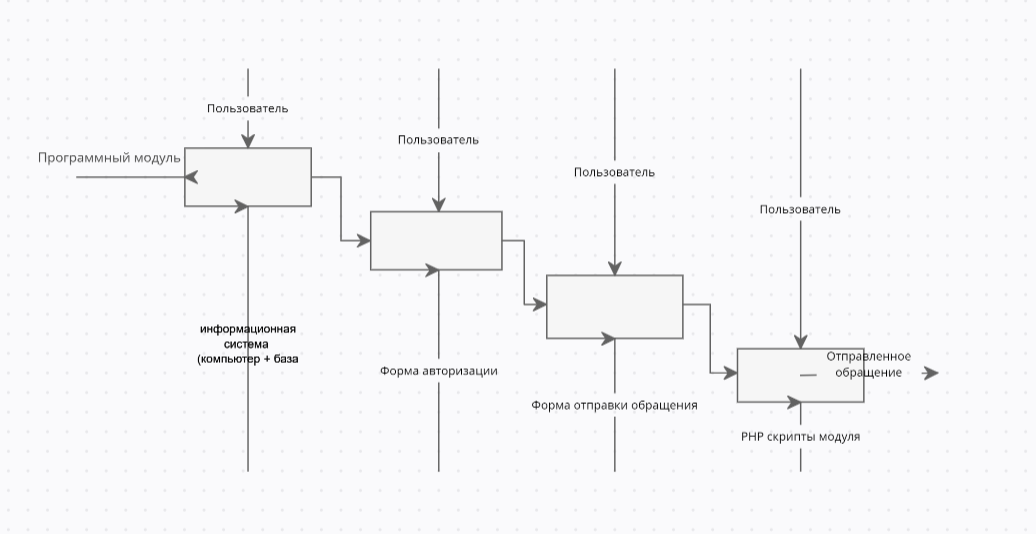 Пользователь
Пользователь
Программный модуль
Пользователь
Пользователь
информационная
система
(компьютер + база
Отправленное
обращение
Форма авторизации
Форма отправки обращения
PHP скрипты модуля